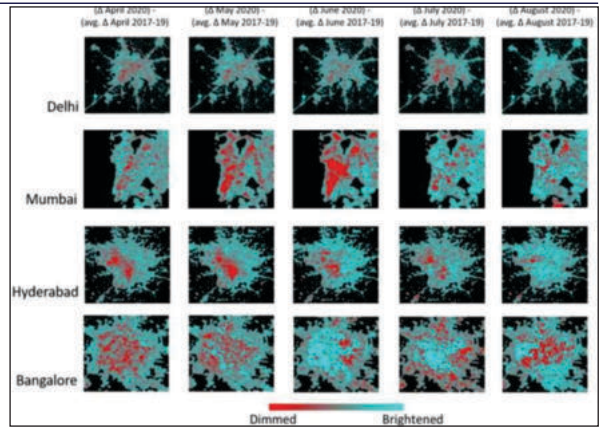 (Δ April 2020) - (Δ May 2020) - (Δ June 2020) - (Δ July 2020) - (Δ August 2020) -
(avg. Δ April 2017-19) (avg. Δ May 2017-19) (avg. Δ June 2017-19) (avg. Δ July 2017-19) (avg. Δ August 2017-19)
Delhi
Mumbai
Hyderabad
Bangalore
Dimmed Brightened